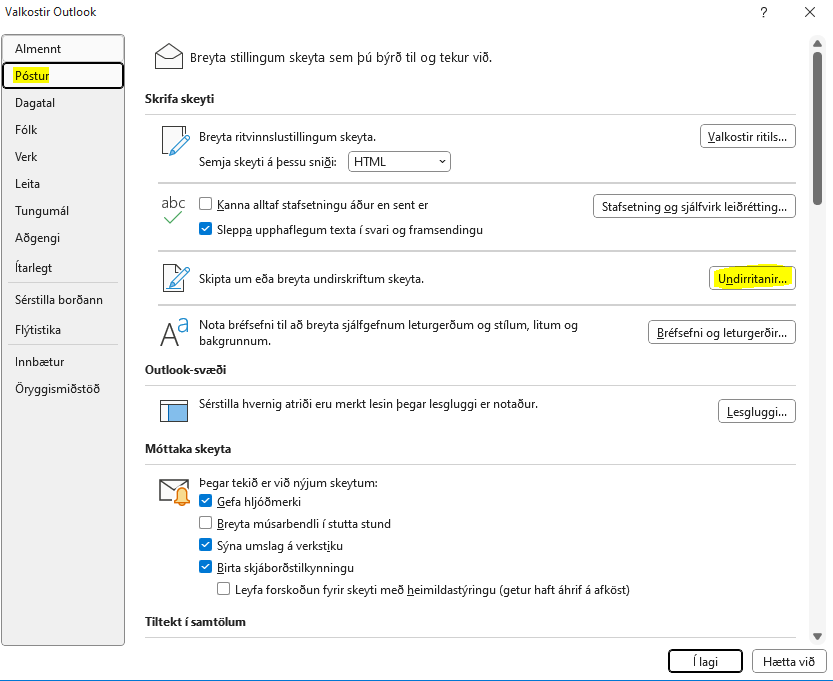 Valkostir Outlook
?
Almennt
Póstur
Dagatal
Fólk
Verk
Leita
Tungumál
Aðgengi
Ítarlegt
Sérstilla borðann
Flýtistika
Innbætur
Öryggismiðstöð
Breyta stillingum skeyta sem þú býrð til og tekur við.
Skrifa skeyti
Breyta ritvinnslustillingum skeyta.
Valkostir ritils...
Semja skeyti á þessu sniði:
HTML
abc
Kanna alltaf stafsetningu áður en sent er
Stafsetning og sjálfvirk leiðrétting...
Sleppa upphaflegum texta í svari og framsendingu
Skipta um eða breyta undirskriftum skeyta.
Undirritanir...
Aa
Nota bréfsefni til að breyta sjálfgefnum leturgerðum og stílum, litum og
bakgrunnum.
Bréfsefni og leturgerðir...
Outlook-svæði
Sérstilla hvernig atriði eru merkt lesin þegar lesgluggi er notaður.
Lesgluggi...
Móttaka skeyta
Þegar tekið er við nýjum skeytum:
Gefa hljóðmerki
Breyta músarbendli í stutta stund
Sýna umslag á verkstiku
Birta skjáborðstilkynningu
Leyfa forskoðun fyrir skeyti með heimildastýringu (getur haft áhrif á afköst)
Tiltekt í samtölum
Í lagi
Hætta við